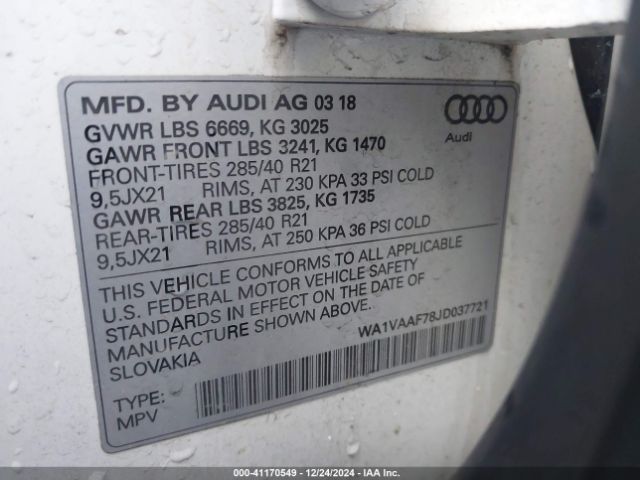 MFD. BY AUDI AG 03 18
GVWR LBS 6669, KG 3025
GAWR FRONT LBS 3241, KG 1470
FRONT-TIRES 285/40 R21
9,5JX21 RIMS, AT 230 KPA 33 PSI COLD
GAWR REAR LBS 3825, KG 1735
REAR-TIRES 285/40 R21
9,5JX21 RIMS, AT 250 KPA 36 PSI COLD
Audi
THIS VEHICLE CONFORMS TO ALL APPLICABLE
U.S. FEDERAL MOTOR VEHICLE SAFETY
STANDARDS IN EFFECT ON THE DATE OF
MANUFACTURE SHOWN ABOVE.
SLOVAKIA
WA1VAAF78JD037721
TYPE:
MPV
000-41170549 - 12/24/2024 - IAA Inc.